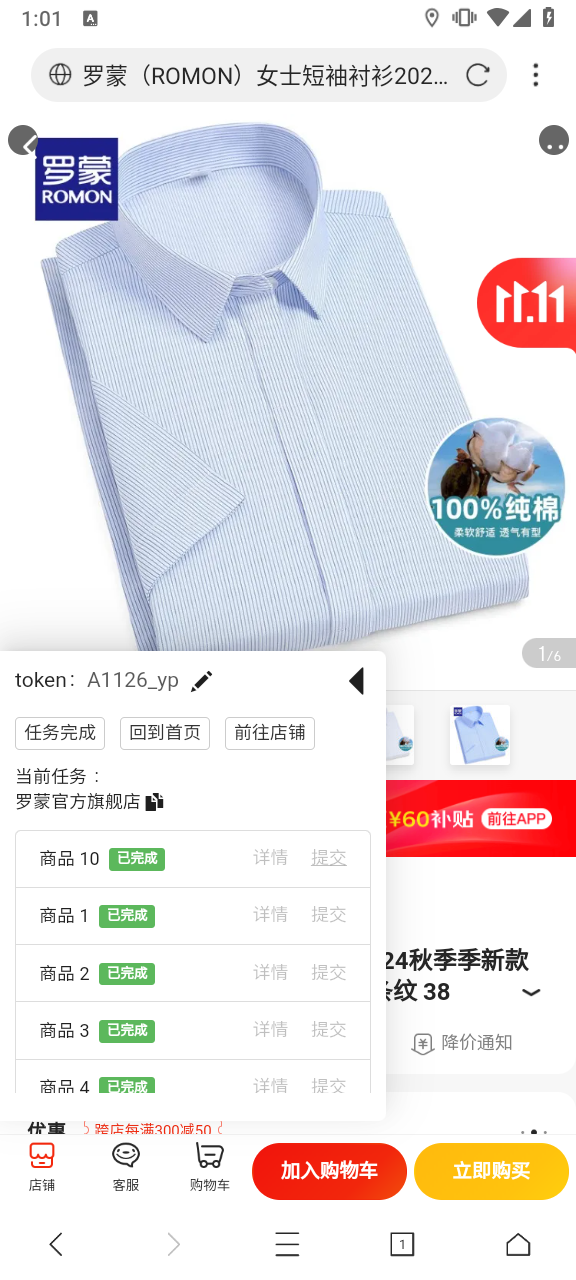 1:01
A
罗蒙（ROMON）女士短袖衬衫202...
罗蒙
ROMON
11.11
100%纯棉
柔软舒适 透气有型
1/6
token： A1126_yp
任务完成 回到首页 前往店铺
当前任务：
罗蒙官方旗舰店
¥60补贴 前往APP
商品 10 已完成 详情 提交
商品 1 已完成 详情 提交
24秋季季新款
商品 2 已完成 详情 提交
条纹 38
商品 3 已完成 详情 提交
降价通知
商品 4 已完成 详情 提交
优惠 跨店每满300减50
店铺 客服 购物车 加入购物车 立即购买
1